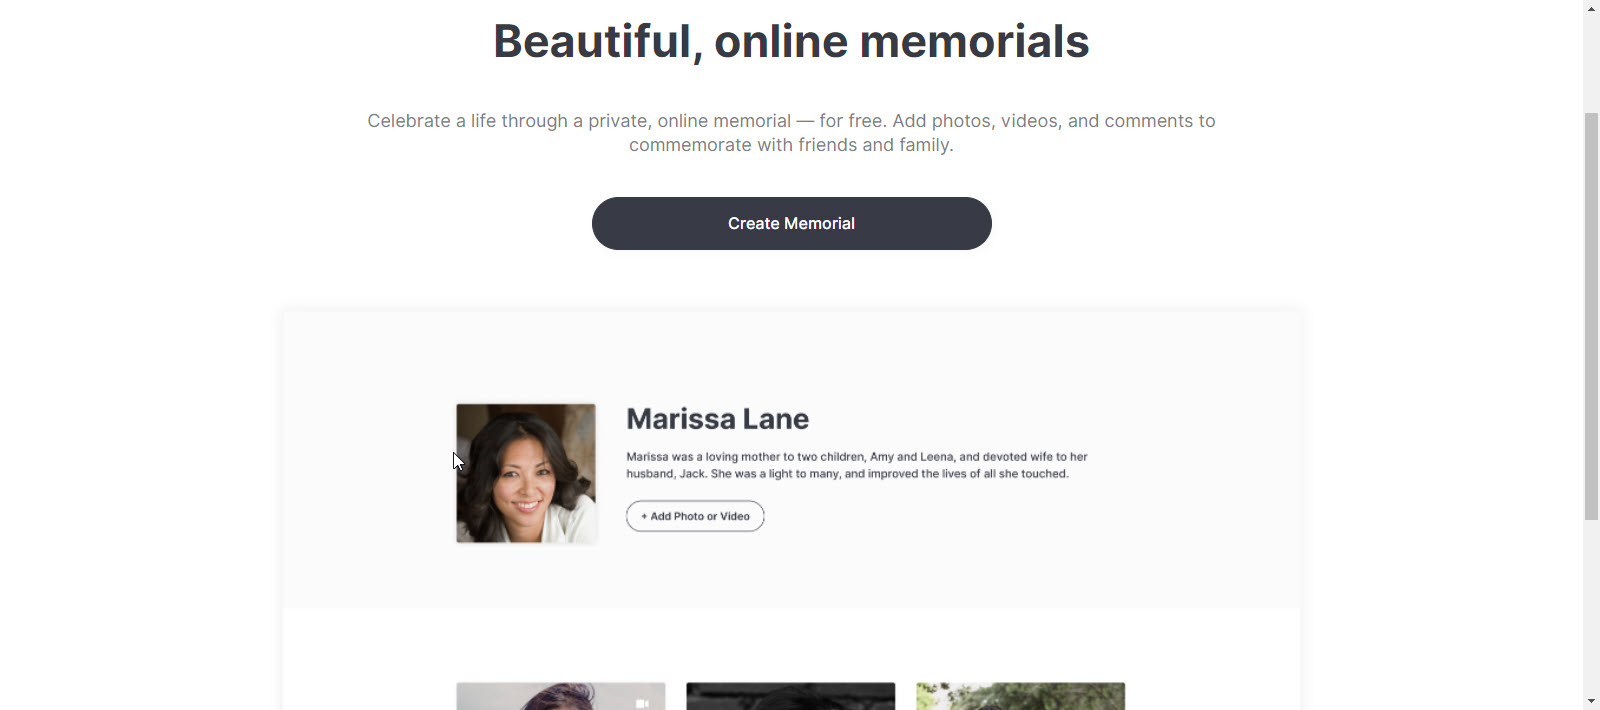 Beautiful, online memorials
Celebrate a life through a private, online memorial — for free. Add photos, videos, and comments to
commemorate with friends and family.
Create Memorial
Marissa Lane
Marissa was a loving mother to two children, Amy and Leena, and devoted wife to her
husband, Jack. She was a light to many, and improved the lives of all she touched.
+ Add Photo or Video